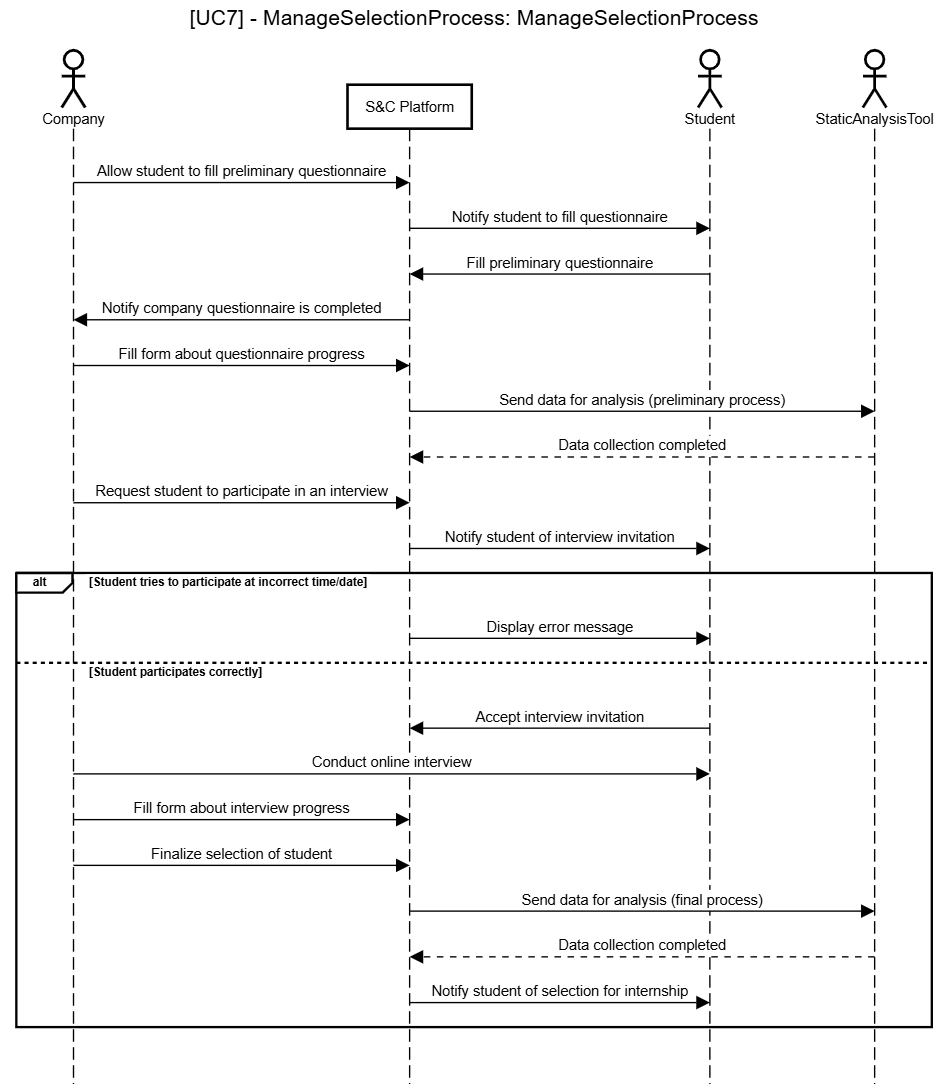 [UC7] - ManageSelectionProcess: ManageSelectionProcess
Company
S&C Platform
Student
StaticAnalysisTool
Allow student to fill preliminary questionnaire
Notify student to fill questionnaire
Fill preliminary questionnaire
Notify company questionnaire is completed
Fill form about questionnaire progress
Send data for analysis (preliminary process)
Data collection completed
Request student to participate in an interview
Notify student of interview invitation
alt
[Student tries to participate at incorrect time/date]
Display error message
[Student participates correctly]
Accept interview invitation
Conduct online interview
Fill form about interview progress
Finalize selection of student
Send data for analysis (final process)
Data collection completed
Notify student of selection for internship